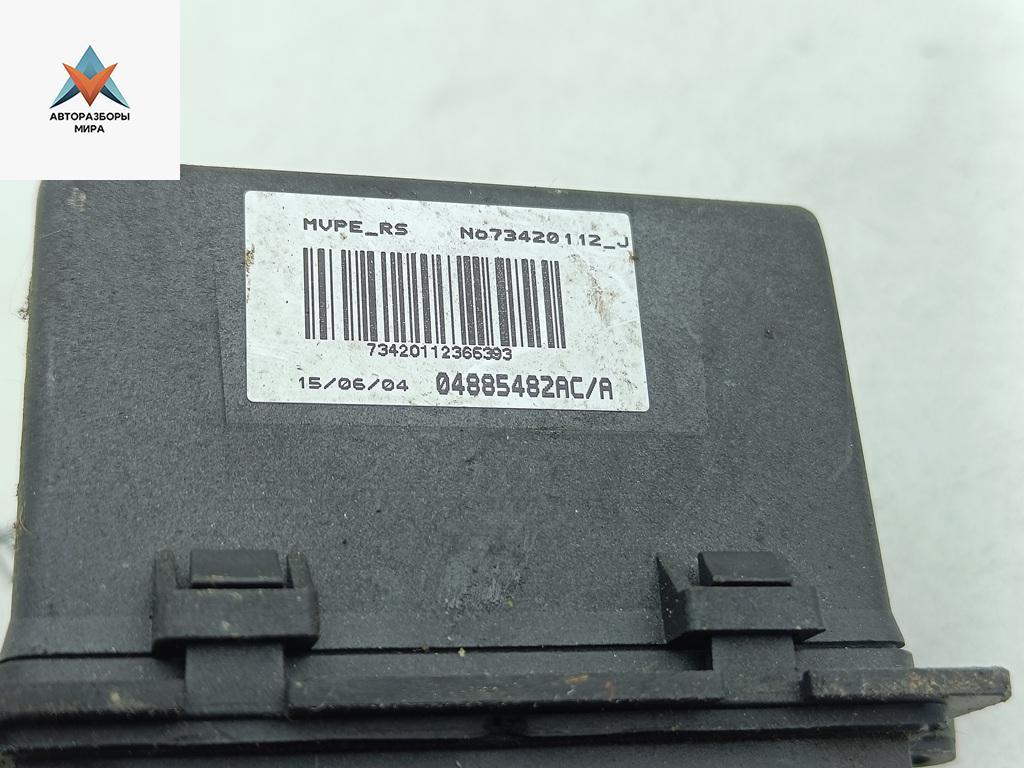 АВТОРАЗБОРЫ
МИРА
MVPE_RS No73420112_J
73420112366393
15/06/04 04885482AC/A